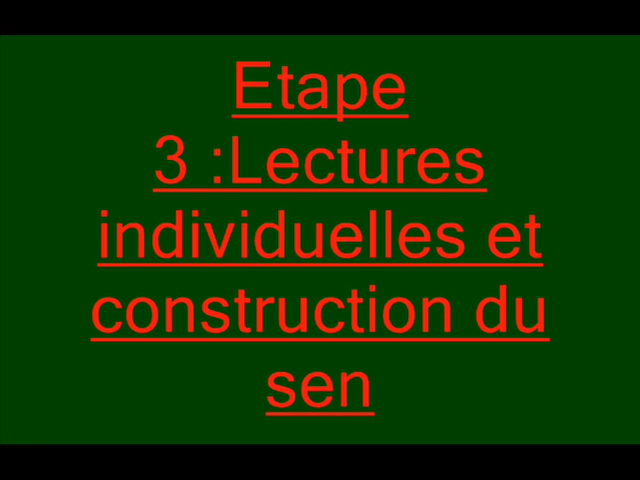 Etape
3 :Lectures
individuelles et
construction du
sen